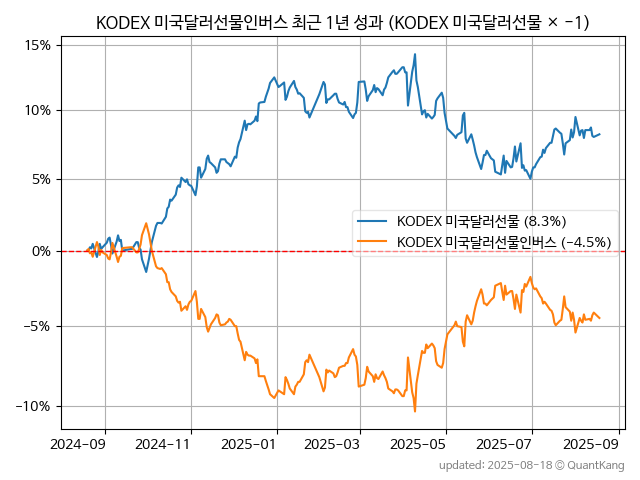 KODEX 미국달러선물인버스 최근 1년 성과 (KODEX 미국달러선물 × −1)
15%
10%
5%
0%
−5%
−10%
KODEX 미국달러선물 (8.3%)
KODEX 미국달러선물인버스 (−4.5%)
2024-09 2024-11 2025-01 2025-03 2025-05 2025-07 2025-09
updated: 2025-08-18 © QuantKang